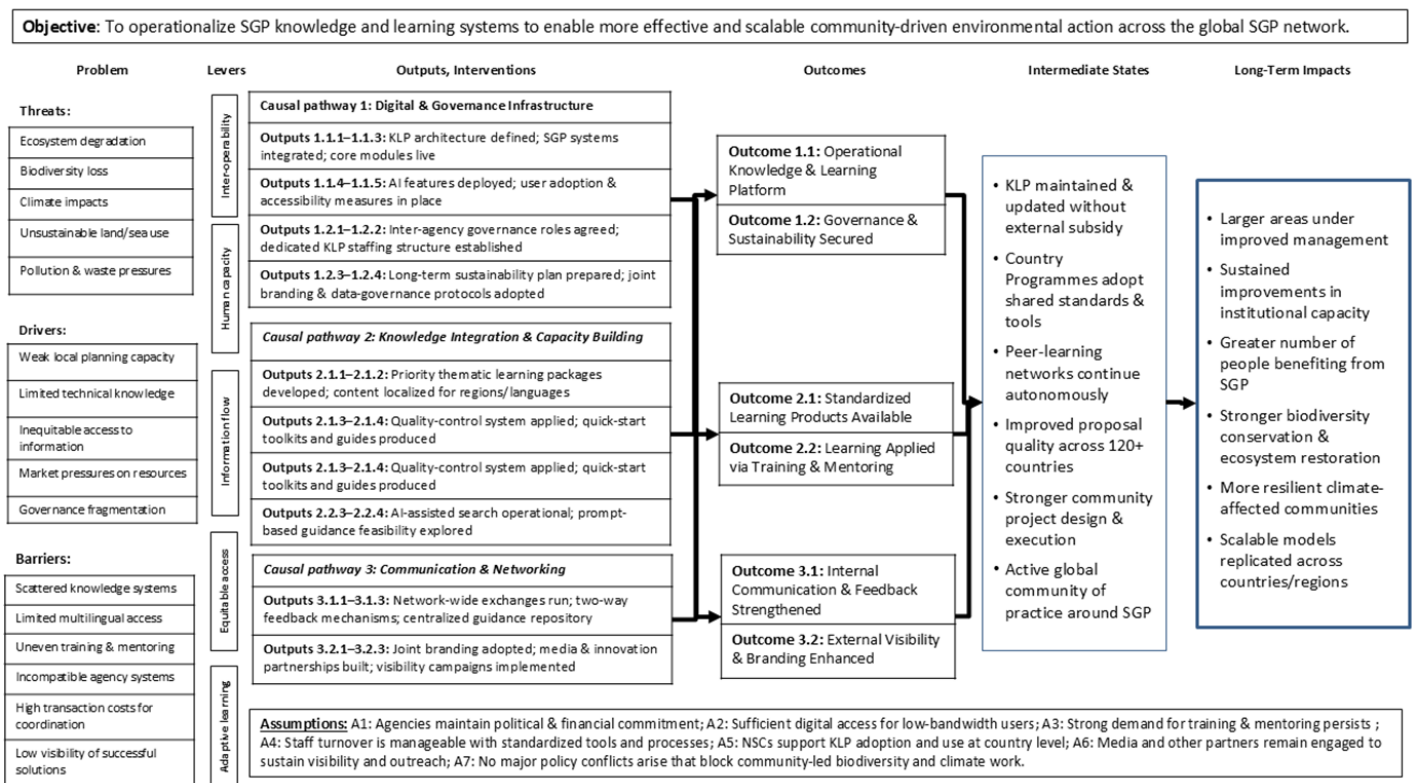 Objective: To operationalize SGP knowledge and learning systems to enable more effective and scalable community-driven environmental action across the global SGP network.
Problem
Levers
Outputs, Interventions
Outcomes
Intermediate States
Long-Term Impacts
Threats:
Ecosystem degradation
Biodiversity loss
Climate impacts
Unsustainable land/sea use
Pollution & waste pressures
Drivers:
Weak local planning capacity
Limited technical knowledge
Inequitable access to
information
Market pressures on resources
Governance fragmentation
Barriers:
Scattered knowledge systems
Limited multilingual access
Uneven training & mentoring
Incompatible agency systems
High transaction costs for
coordination
Low visibility of successful
solutions
Inter-operability
Human capacity
Information flow
Equitable access
Adaptive learning
Causal pathway 1: Digital & Governance Infrastructure
Outputs 1.1.1–1.1.3: KLP architecture defined; SGP systems
integrated; core modules live
Outputs 1.1.4–1.1.5: AI features deployed; user adoption &
accessibility measures in place
Outputs 1.2.1–1.2.2: Inter-agency governance roles agreed;
dedicated KLP staffing structure established
Outputs 1.2.3–1.2.4: Long-term sustainability plan prepared; joint
branding & data-governance protocols adopted
Causal pathway 2: Knowledge Integration & Capacity Building
Outputs 2.1.1–2.1.2: Priority thematic learning packages
developed; content localized for regions/languages
Outputs 2.1.3–2.1.4: Quality-control system applied; quick-start
toolkits and guides produced
Outputs 2.1.3–2.1.4: Quality-control system applied; quick-start
toolkits and guides produced
Outputs 2.2.3–2.2.4: AI-assisted search operational; prompt-
based guidance feasibility explored
Causal pathway 3: Communication & Networking
Outputs 3.1.1–3.1.3: Network-wide exchanges run; two-way
feedback mechanisms; centralized guidance repository
Outputs 3.2.1–3.2.3: Joint branding adopted; media & innovation
partnerships built; visibility campaigns implemented
Outcome 1.1: Operational
Knowledge & Learning
Platform
Outcome 1.2: Governance &
Sustainability Secured
Outcome 2.1: Standardized
Learning Products Available
Outcome 2.2: Learning Applied
via Training & Mentoring
Outcome 3.1: Internal
Communication & Feedback
Strengthened
Outcome 3.2: External Visibility
& Branding Enhanced
• KLP maintained &
updated without
external subsidy
• Country
Programmes adopt
shared standards &
tools
• Peer-learning
networks continue
autonomously
• Improved proposal
quality across 120+
countries
• Stronger community
project design &
execution
• Active global
community of
practice around SGP
• Larger areas under
improved management
• Sustained
improvements in
institutional capacity
• Greater number of
people benefiting from
SGP
• Stronger biodiversity
conservation &
ecosystem restoration
• More resilient climate-
affected communities
• Scalable models
replicated across
countries/regions
Assumptions: A1: Agencies maintain political & financial commitment; A2: Sufficient digital access for low-bandwidth users; A3: Strong demand for training & mentoring persists ;
A4: Staff turnover is manageable with standardized tools and processes; A5: NSCs support KLP adoption and use at country level; A6: Media and other partners remain engaged to
sustain visibility and outreach; A7: No major policy conflicts arise that block community-led biodiversity and climate work.